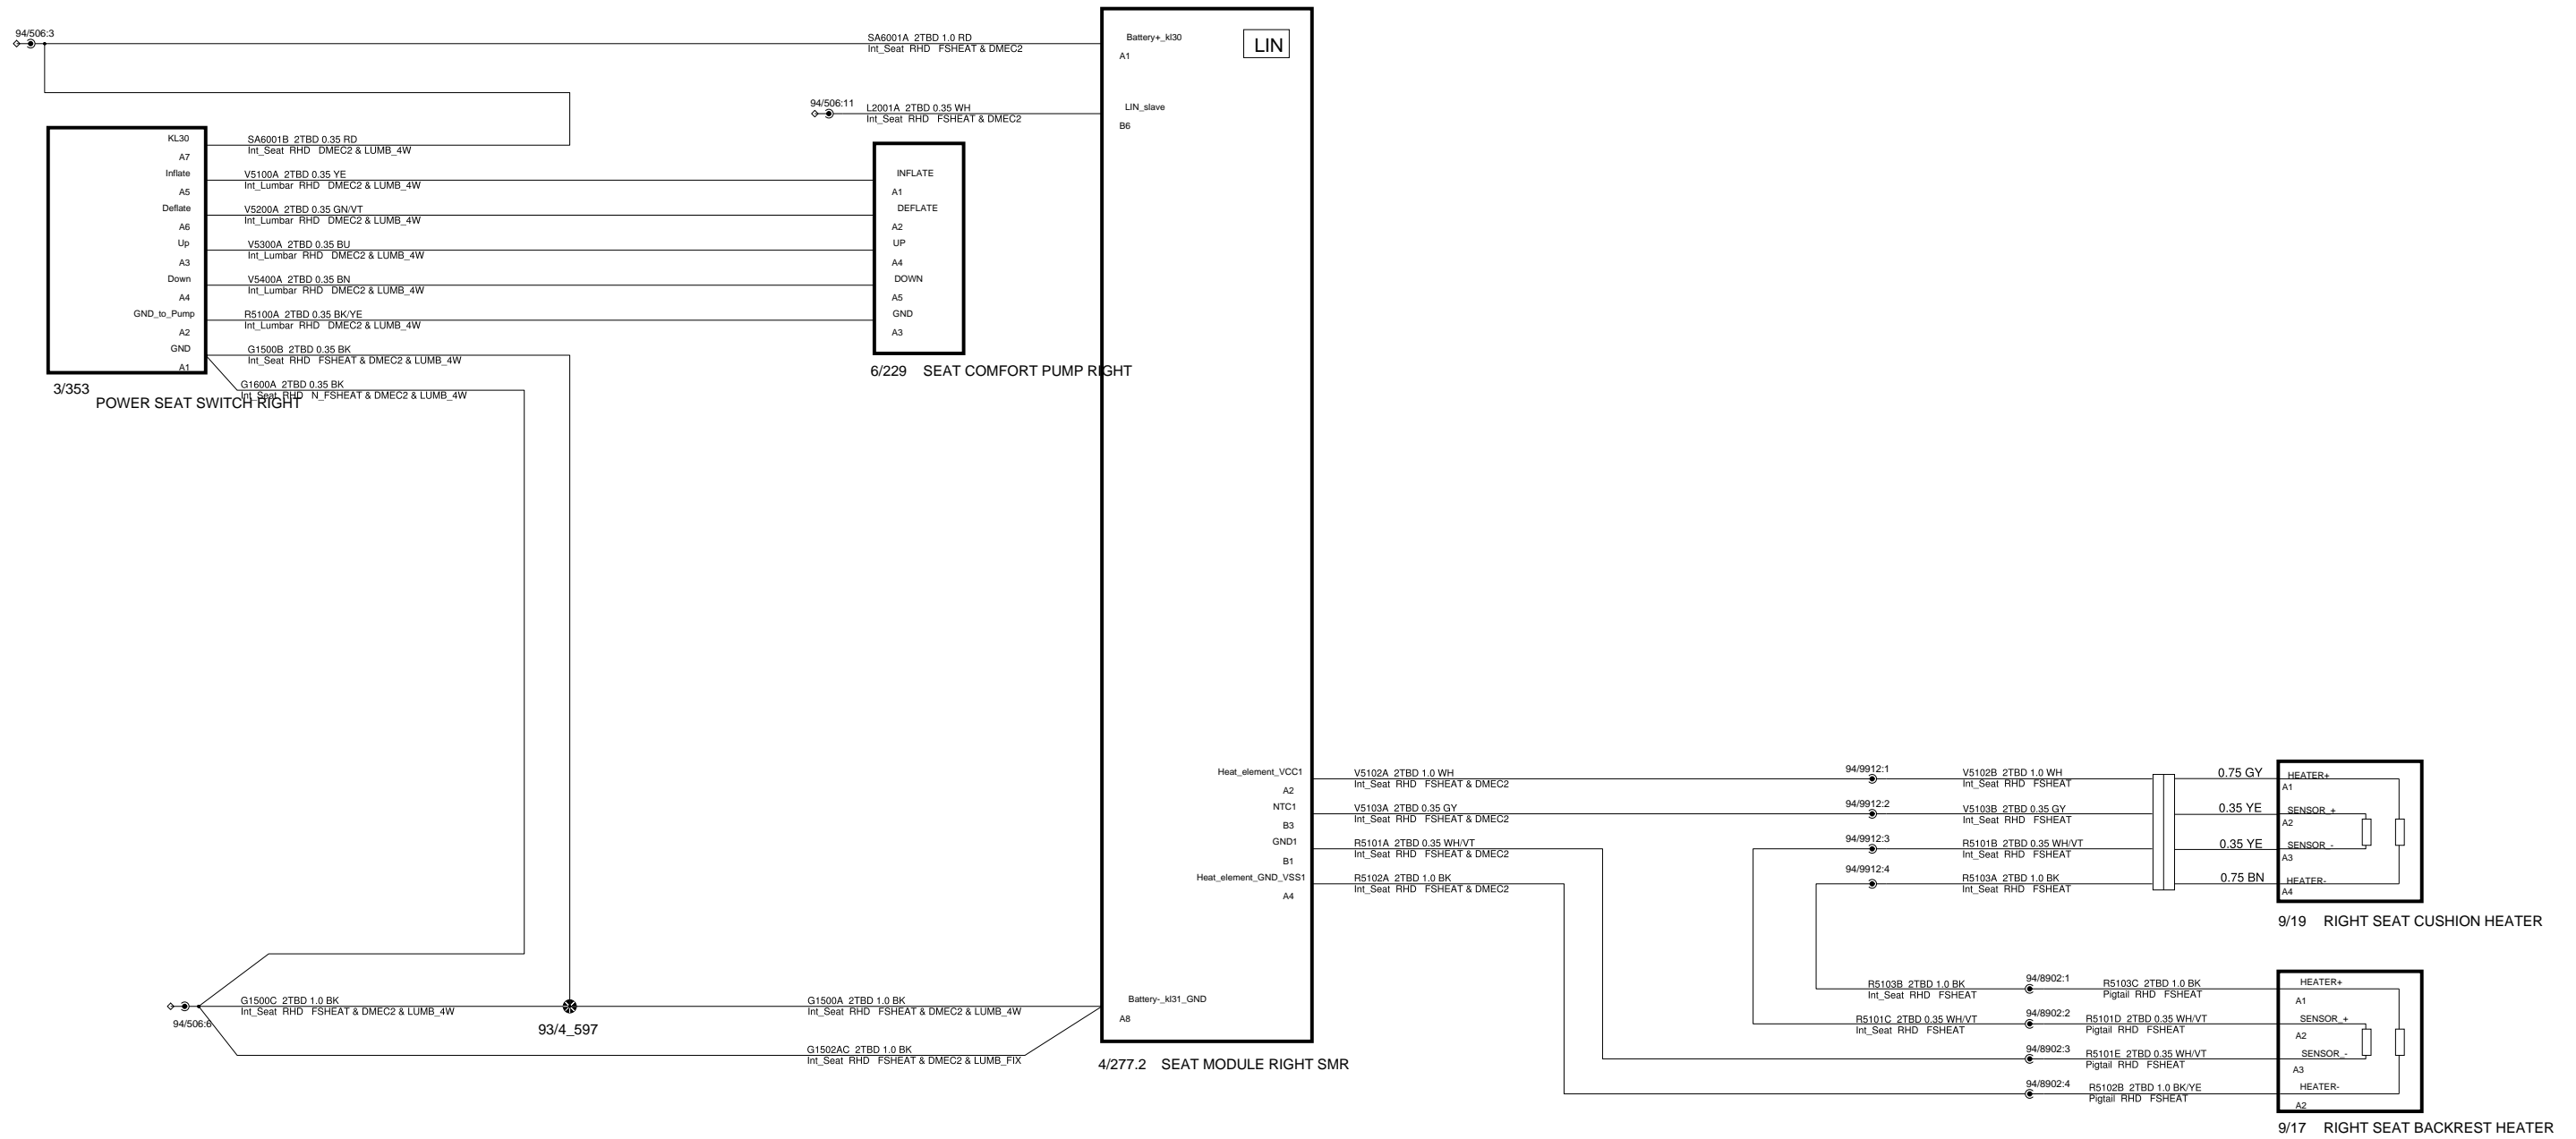 94/506:3
SA6001A 2TBD 1.0 RD
Int_Seat RHD FSHEAT & DMEC2
Battery+_kl30
A1
LIN
94/506:11
L2001A 2TBD 0.35 WH
Int_Seat RHD FSHEAT & DMEC2
LIN_slave
B6
KL30
A7
SA6001B 2TBD 0.35 RD
Int_Seat RHD DMEC2 & LUMB_4W
Inflate
A5
V5100A 2TBD 0.35 YE
Int_Lumbar RHD DMEC2 & LUMB_4W
INFLATE
A1
Deflate
A6
V5200A 2TBD 0.35 GN/VT
Int_Lumbar RHD DMEC2 & LUMB_4W
DEFLATE
A2
Up
A3
V5300A 2TBD 0.35 BU
Int_Lumbar RHD DMEC2 & LUMB_4W
UP
A4
Down
A4
V5400A 2TBD 0.35 BN
Int_Lumbar RHD DMEC2 & LUMB_4W
DOWN
A5
GND_to_Pump
A2
R5100A 2TBD 0.35 BK/YE
Int_Lumbar RHD DMEC2 & LUMB_4W
GND
A3
GND
A1
G1500B 2TBD 0.35 BK
Int_Seat RHD FSHEAT & DMEC2 & LUMB_4W
G1600A 2TBD 0.35 BK
Int_Seat RHD N_FSHEAT & DMEC2 & LUMB_4W
3/353
POWER SEAT SWITCH RIGHT
6/229 SEAT COMFORT PUMP RIGHT
Heat_element_VCC1
A2
V5102A 2TBD 1.0 WH
Int_Seat RHD FSHEAT & DMEC2
94/9912:1
V5102B 2TBD 1.0 WH
Int_Seat RHD FSHEAT
0.75 GY
HEATER+
A1
NTC1
B3
V5103A 2TBD 0.35 GY
Int_Seat RHD FSHEAT & DMEC2
94/9912:2
V5103B 2TBD 0.35 GY
Int_Seat RHD FSHEAT
0.35 YE
SENSOR_+
A2
GND1
B1
R5101A 2TBD 0.35 WH/VT
Int_Seat RHD FSHEAT & DMEC2
94/9912:3
R5101B 2TBD 0.35 WH/VT
Int_Seat RHD FSHEAT
0.35 YE
SENSOR_-
A3
Heat_element_GND_VSS1
A4
R5102A 2TBD 1.0 BK
Int_Seat RHD FSHEAT & DMEC2
94/9912:4
R5103A 2TBD 1.0 BK
Int_Seat RHD FSHEAT
0.75 BN
HEATER-
A4
9/19 RIGHT SEAT CUSHION HEATER
R5103B 2TBD 1.0 BK
Int_Seat RHD FSHEAT
94/8902:1
R5103C 2TBD 1.0 BK
Pigtail RHD FSHEAT
HEATER+
A1
R5101C 2TBD 0.35 WH/VT
Int_Seat RHD FSHEAT
94/8902:2
R5101D 2TBD 0.35 WH/VT
Pigtail RHD FSHEAT
SENSOR_+
A2
94/8902:3
R5101E 2TBD 0.35 WH/VT
Pigtail RHD FSHEAT
SENSOR_-
A3
94/8902:4
R5102B 2TBD 1.0 BK/YE
Pigtail RHD FSHEAT
HEATER-
A2
9/17 RIGHT SEAT BACKREST HEATER
94/506:6
G1500C 2TBD 1.0 BK
Int_Seat RHD FSHEAT & DMEC2 & LUMB_4W
93/4_597
G1500A 2TBD 1.0 BK
Int_Seat RHD FSHEAT & DMEC2 & LUMB_4W
Battery-_kl31_GND
A8
G1502AC 2TBD 1.0 BK
Int_Seat RHD FSHEAT & DMEC2 & LUMB_FIX
4/277.2 SEAT MODULE RIGHT SMR